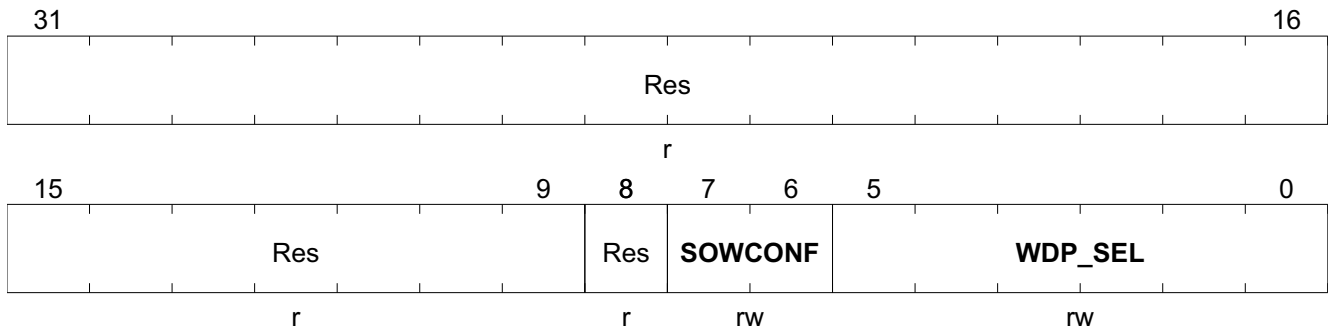 31 16
Res
r
15 9 8 7 6 5 0
Res Res SOWCONF WDP_SEL
r r rw rw